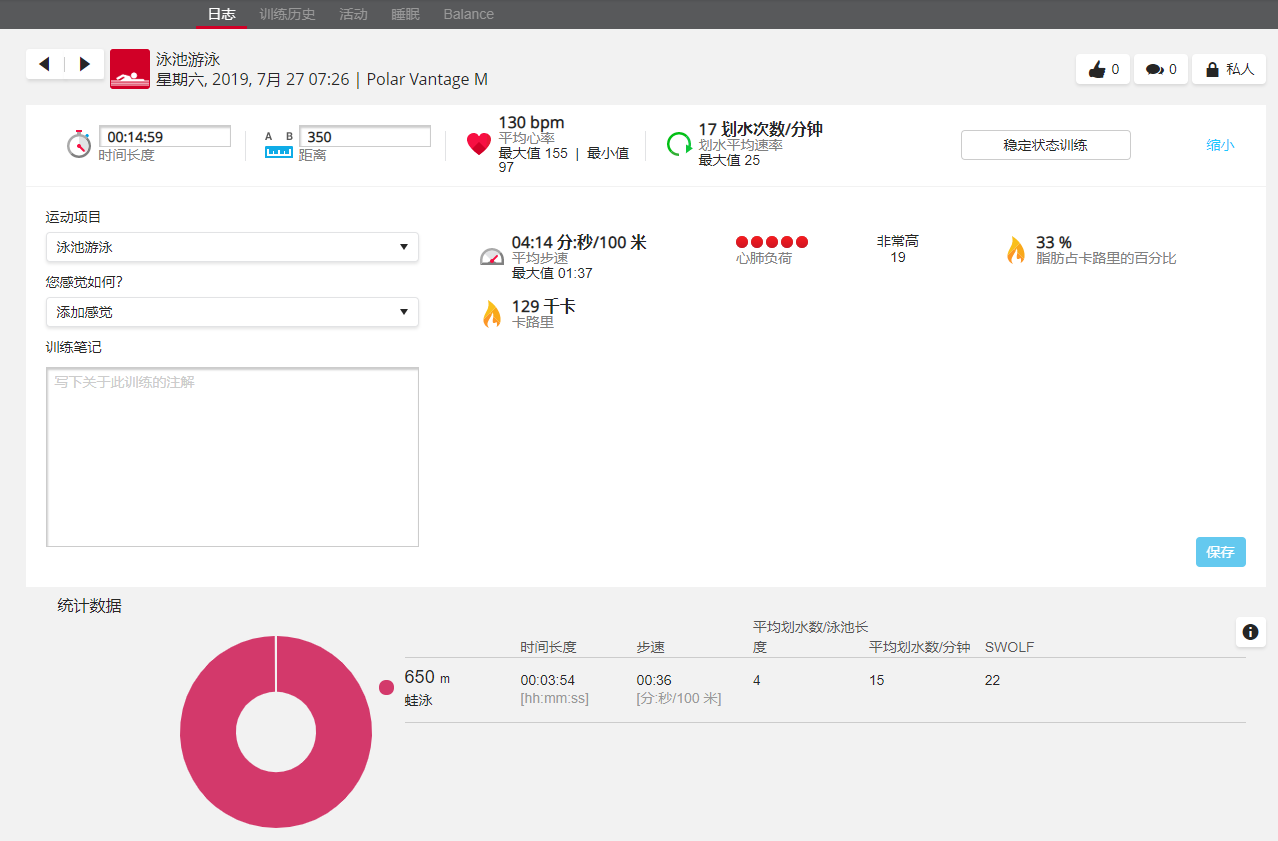 日志 训练历史 活动 睡眠 Balance
泳池游泳
星期六, 2019, 7月 27 07:26 | Polar Vantage M
0 0 私人
00:14:59
时间长度
A B 350
距离
130 bpm
平均心率
最大值 155 | 最小值
97
17 划水次数/分钟
划水平均速率
最大值 25
稳定状态训练
缩小
运动项目
泳池游泳
您感觉如何?
添加感觉
训练笔记
写下关于此训练的注解
04:14 分:秒/100 米
平均步速
最大值 01:37
心肺负荷
非常高
19
33 %
脂肪占卡路里的百分比
129 千卡
卡路里
保存
统计数据
时间长度 步速 平均划水数/泳池长
度 平均划水数/分钟 SWOLF
650 m
蛙泳
00:03:54
[hh:mm:ss]
00:36
[分:秒/100 米]
4 15 22